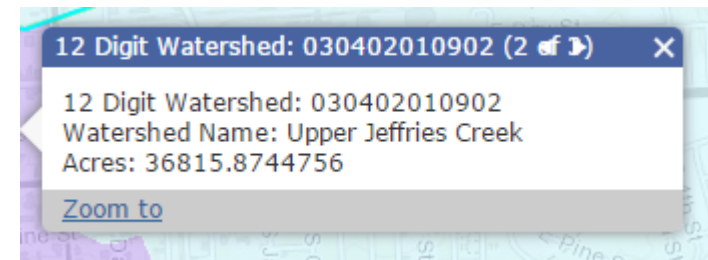 12 Digit Watershed: 030402010902 (2 of 3)
12 Digit Watershed: 030402010902
Watershed Name: Upper Jeffries Creek
Acres: 36815.8744756
Zoom to
E Pine S